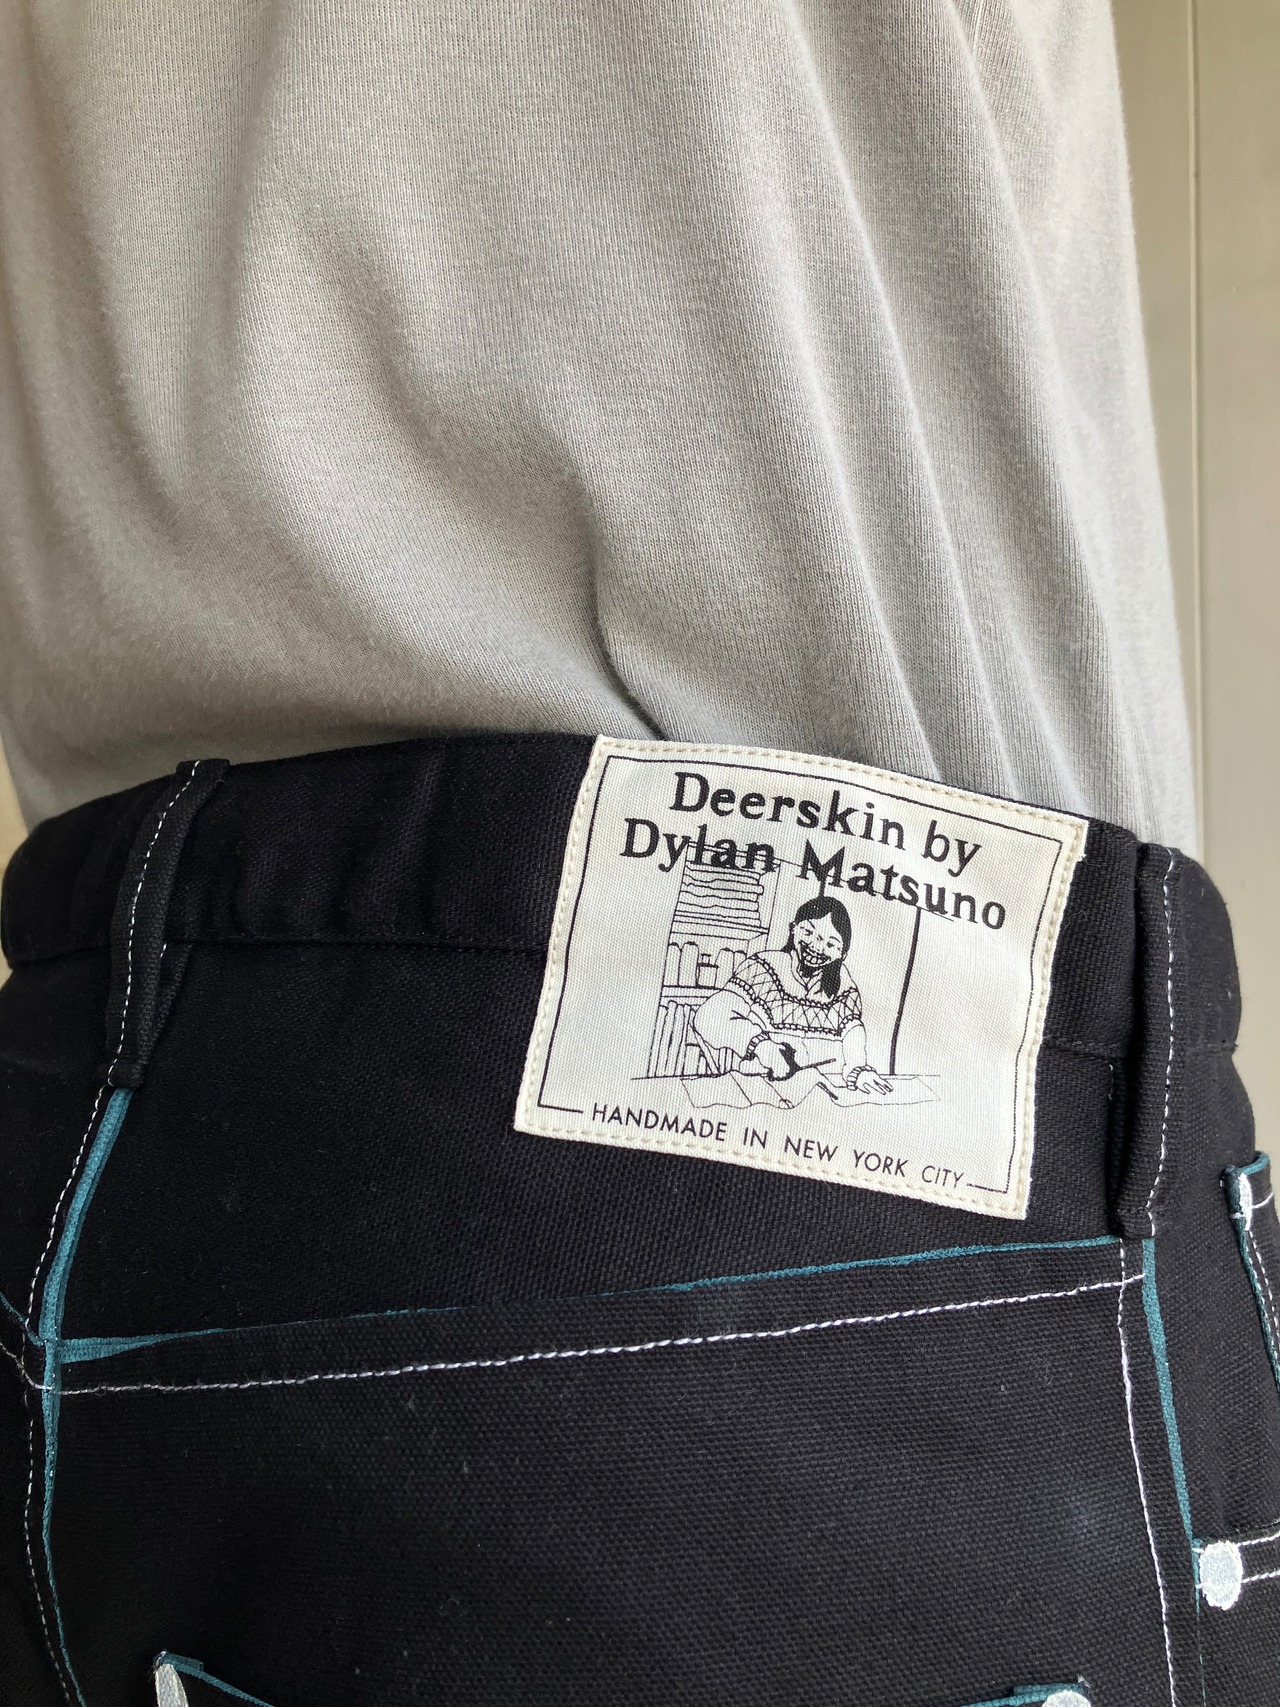 Deerskin by
Dylan Matsuno
HANDMADE IN NEW YORK CITY